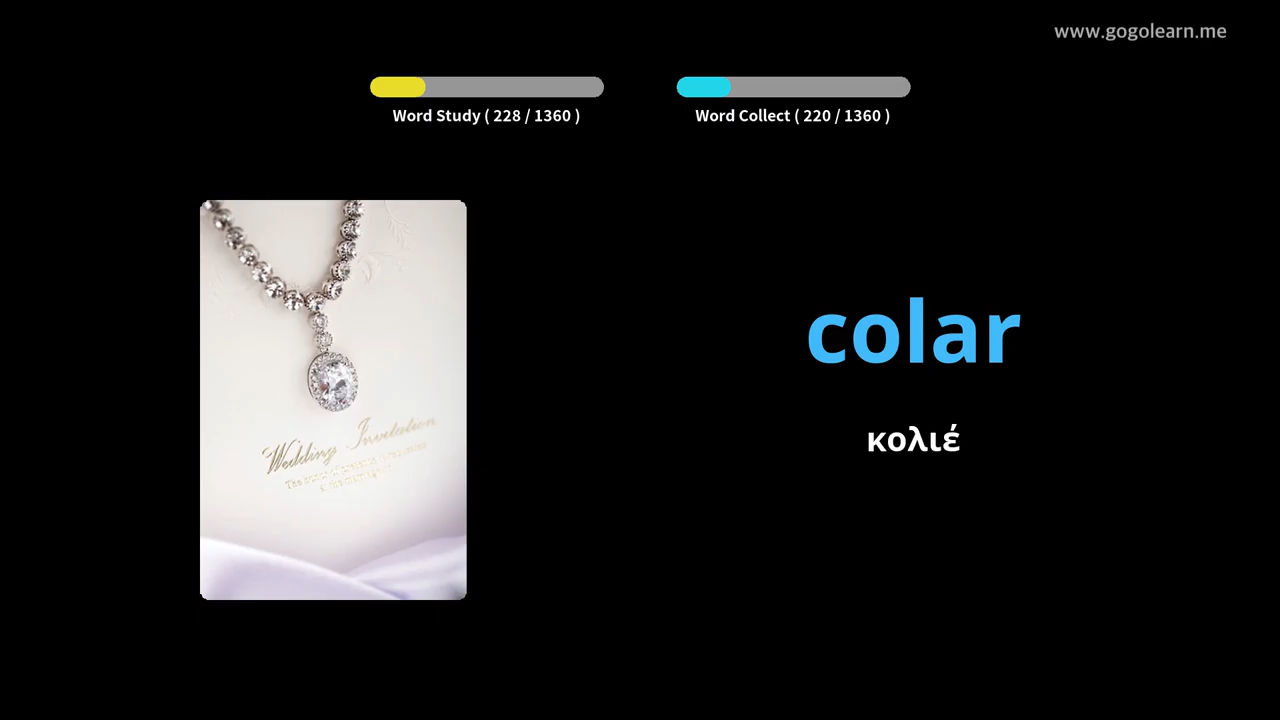 www.gogolearn.me
Word Study ( 228 / 1360 )
Word Collect ( 220 / 1360 )
colar
κολιέ
Wedding Invitation